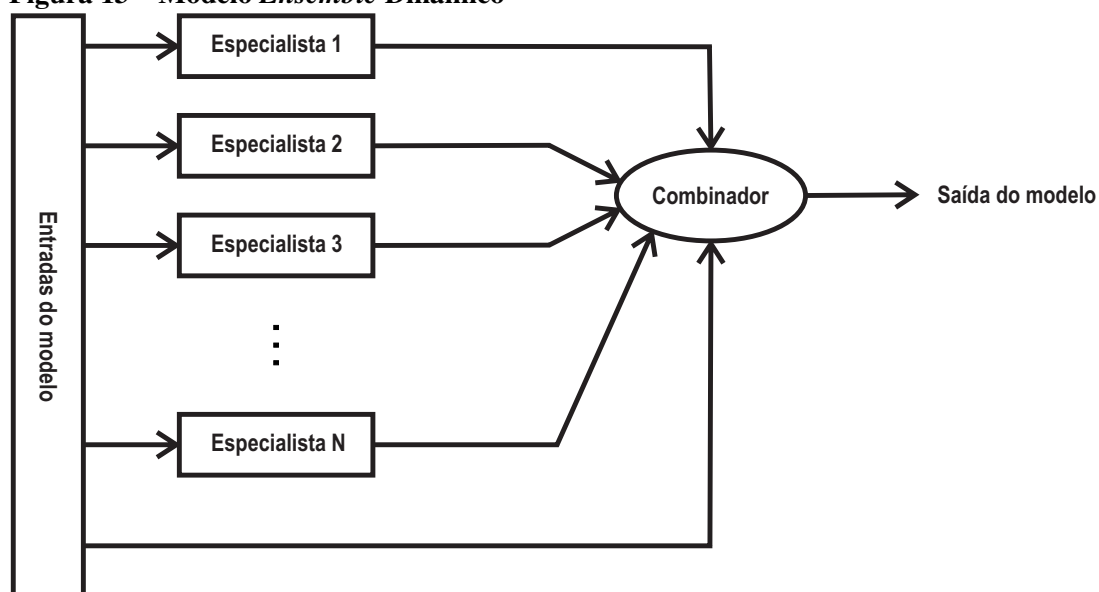 Figura 13 – Modelo Ensemble Dinâmico
Especialista 1
Especialista 2
Combinador
Saída do modelo
Especialista 3
Entradas do modelo
Especialista N